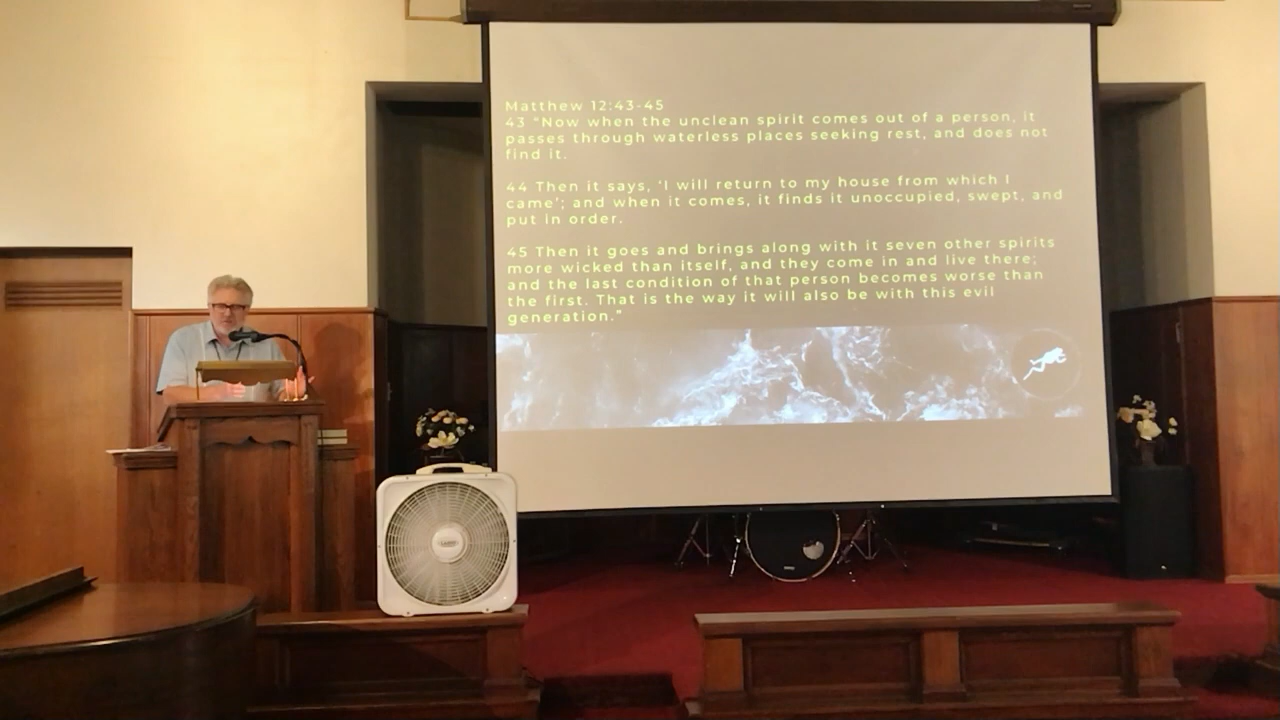 Matthew 12:43-45
43 "Now when the unclean spirit comes out of a person, it
passes through waterless places seeking rest, and does not
find it.
44 Then it says, 'I will return to my house from which I
came'; and when it comes, it finds it unoccupied, swept, and
put in order.
45 Then it goes and brings along with it seven other spirits
more wicked than itself, and they come in and live there;
and the last condition of that person becomes worse than
the first. That is the way it will also be with this evil
generation."